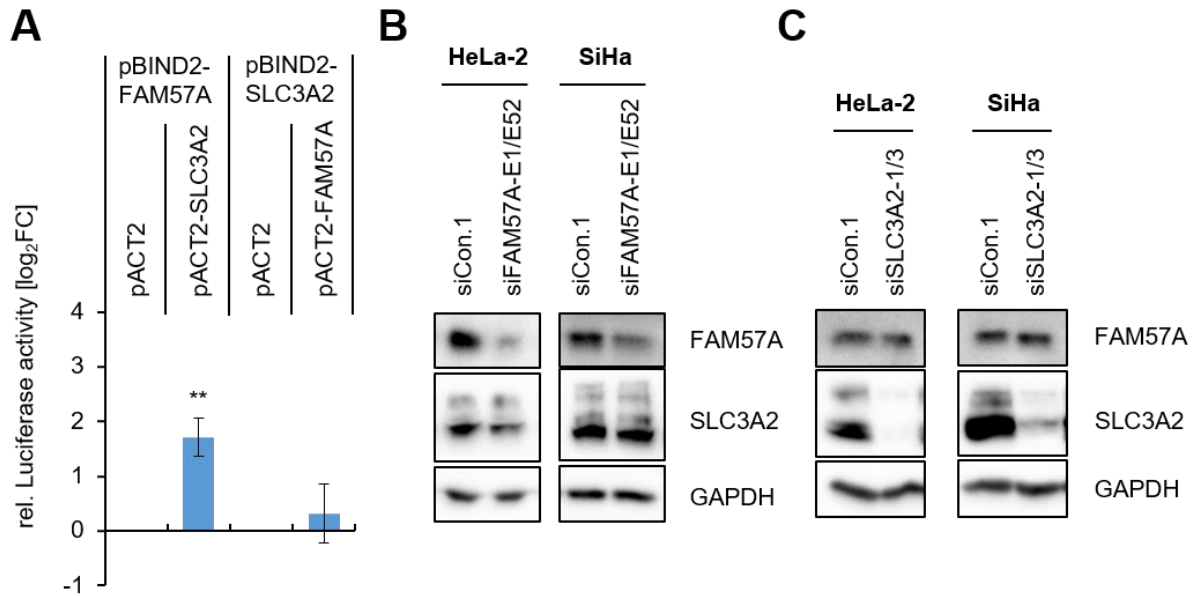 A
B
C
pBIND2-
FAM57A
pBIND2-
SLC3A2
pACT2
pACT2-SLC3A2
pACT2
pACT2-FAM57A
rel. Luciferase activity [log₂FC]
4
3
2
1
0
-1
**
HeLa-2
SiHa
siCon.1
siFAM57A-E1/E52
siCon.1
siFAM57A-E1/E52
FAM57A
SLC3A2
GAPDH
HeLa-2
SiHa
siCon.1
siSLC3A2-1/3
siCon.1
siSLC3A2-1/3
FAM57A
SLC3A2
GAPDH